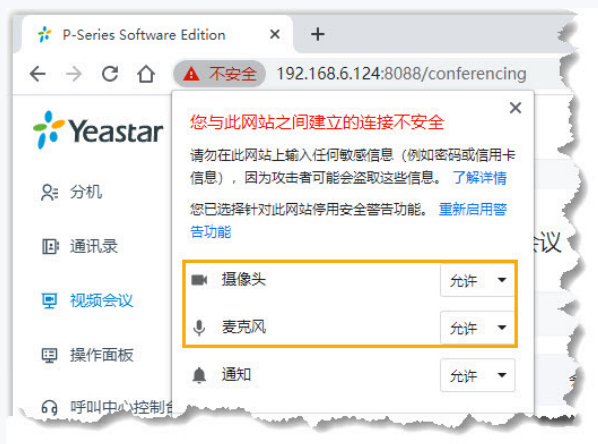 P-Series Software Edition
不安全 192.168.6.124:8088/conferencing
Yeastar
您与此网站之间建立的连接不安全
请勿在此网站上输入任何敏感信息（例如密码或信用卡
信息），因为攻击者可能会盗取这些信息。 了解详情
您已选择针对此网站停用安全警告功能。 重新启用警
告功能
摄像头 允许
麦克风 允许
通知 允许
分机
通讯录
视频会议
操作面板
呼叫中心控制台
议